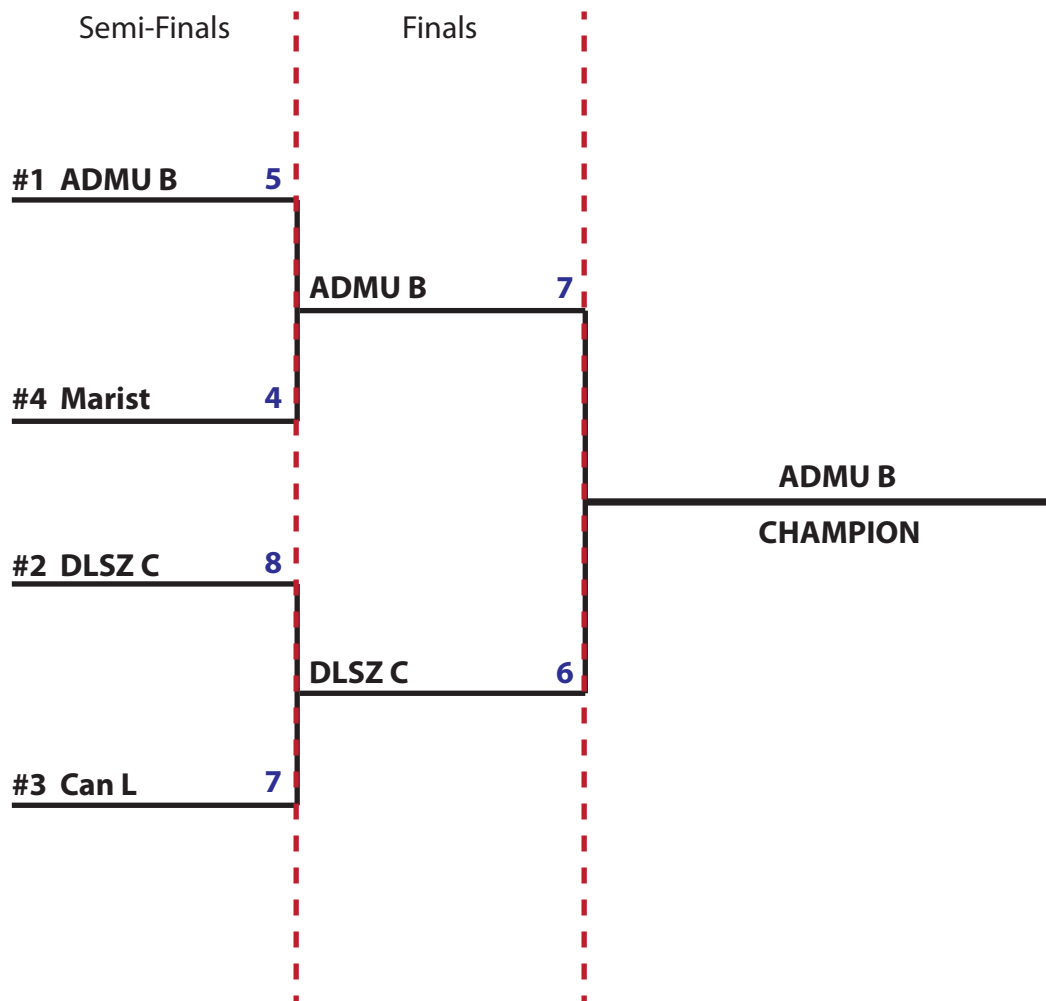 Semi-Finals Finals
#1 ADMU B 5
ADMU B 7
#4 Marist 4
ADMU B
CHAMPION
#2 DLSZ C 8
DLSZ C 6
#3 Can L 7